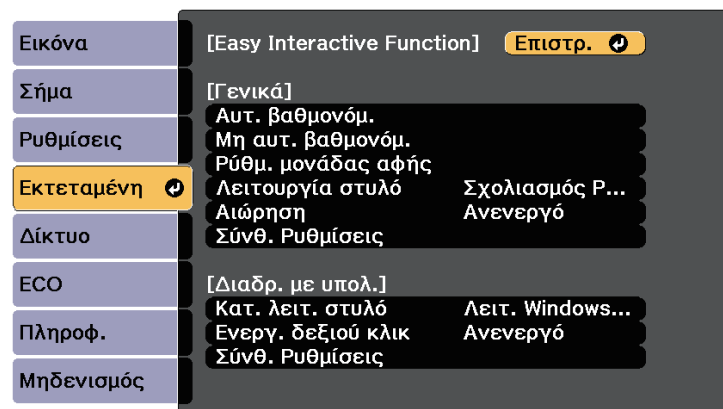 Εικόνα
Σήμα
Ρυθμίσεις
Εκτεταμένη
Δίκτυο
ECO
Πληροφ.
Μηδενισμός
[Easy Interactive Function] Επιστρ.
[Γενικά]
Αυτ. βαθμονόμ.
Μη αυτ. βαθμονόμ.
Ρύθμ. μονάδας αφής
Λειτουργία στυλό Σχολιασμός P...
Αιώρηση Ανενεργό
Σύνθ. Ρυθμίσεις
[Διαδρ. με υπολ.]
Κατ. λειτ. στυλό Λειτ. Windows...
Ενεργ. δεξιού κλικ Ανενεργό
Σύνθ. Ρυθμίσεις